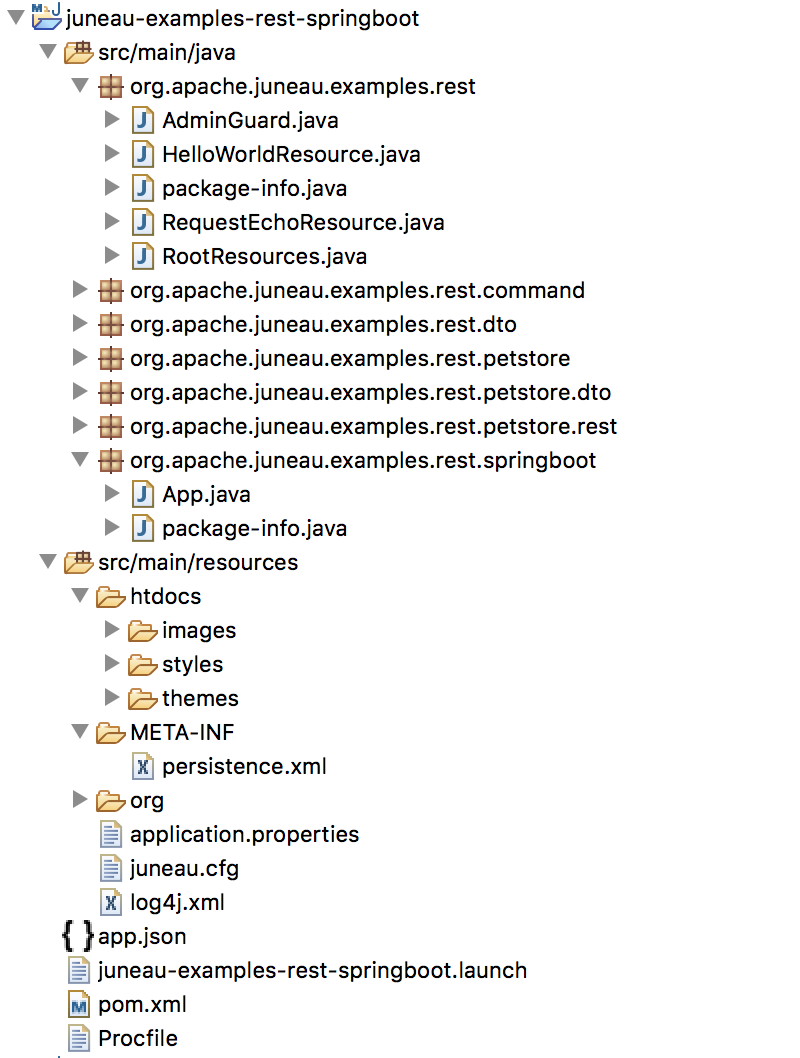 juneau-examples-rest-springboot
src/main/java
org.apache.juneau.examples.rest
AdminGuard.java
HelloWorldResource.java
package-info.java
RequestEchoResource.java
RootResources.java
org.apache.juneau.examples.rest.command
org.apache.juneau.examples.rest.dto
org.apache.juneau.examples.rest.petstore
org.apache.juneau.examples.rest.petstore.dto
org.apache.juneau.examples.rest.petstore.rest
org.apache.juneau.examples.rest.springboot
App.java
package-info.java
src/main/resources
htdocs
images
styles
themes
META-INF
persistence.xml
org
application.properties
juneau.cfg
log4j.xml
app.json
juneau-examples-rest-springboot.launch
pom.xml
Procfile